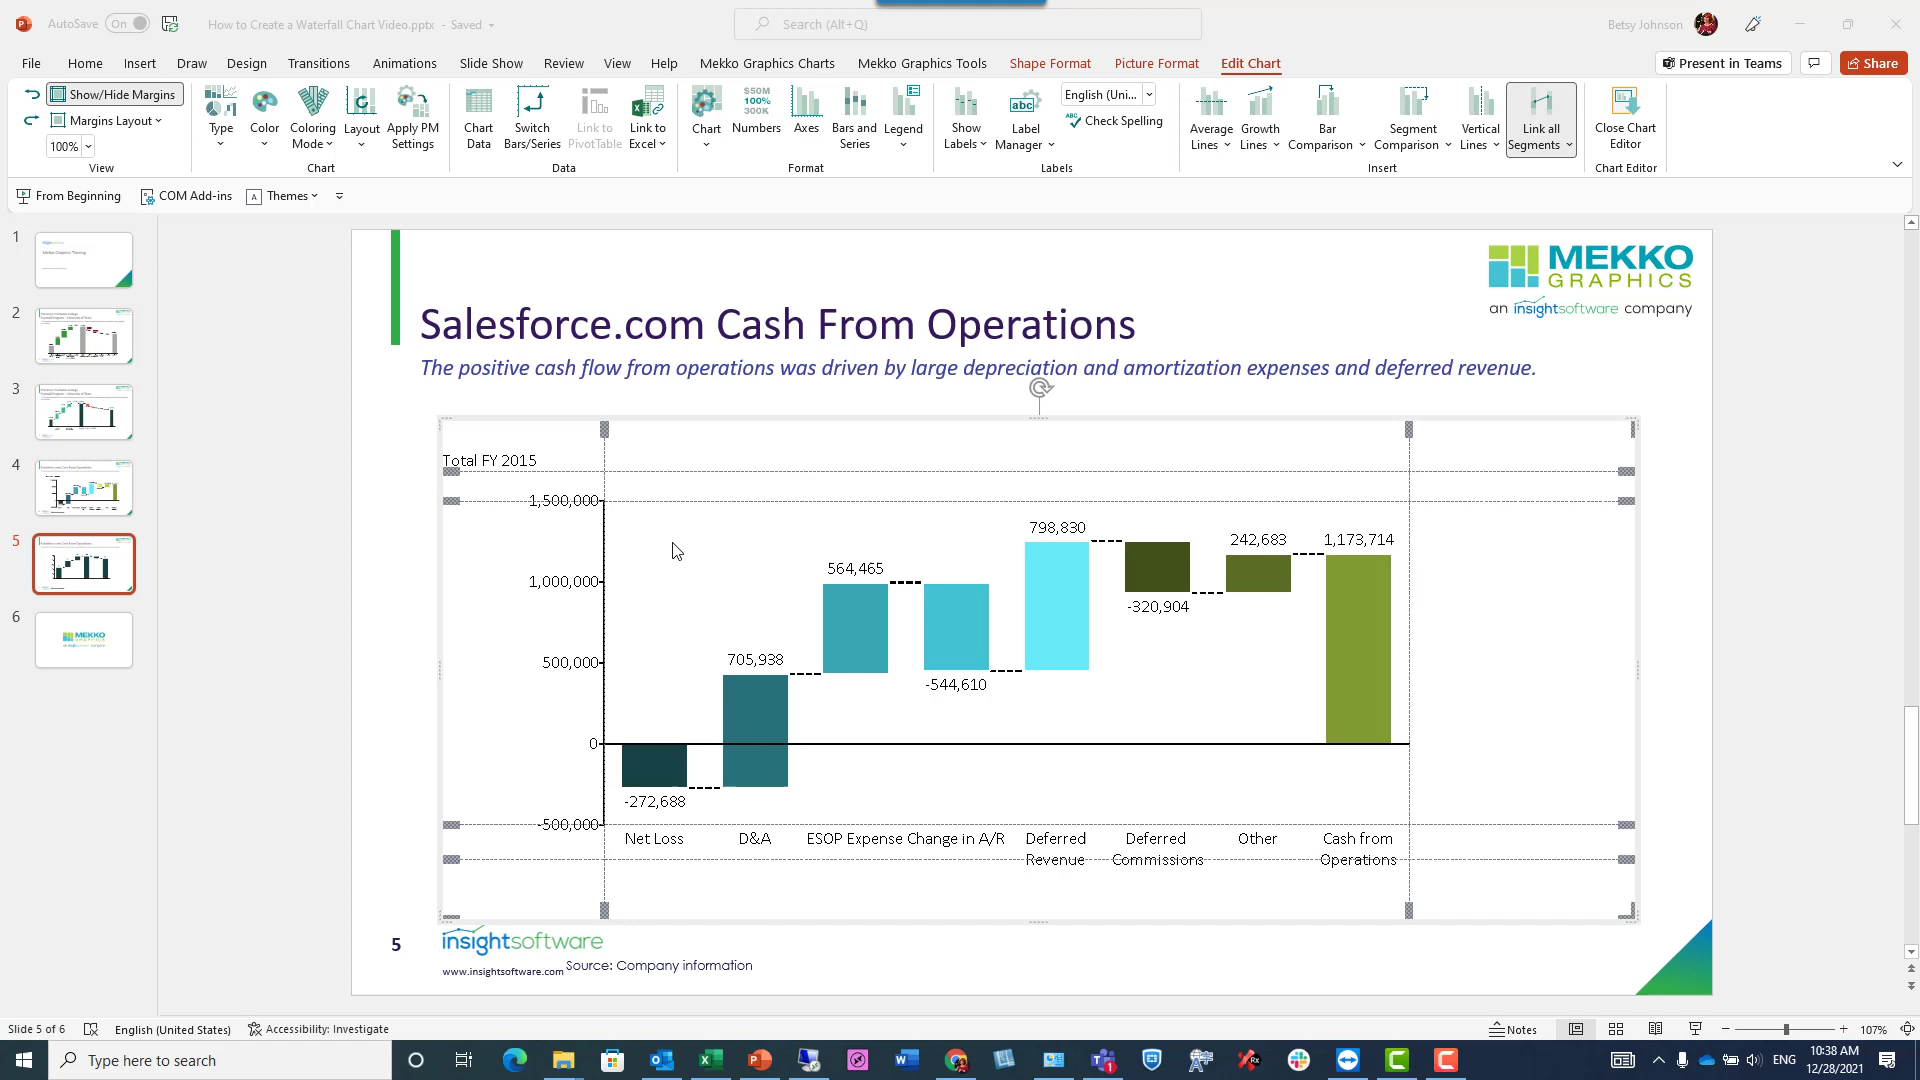 AutoSave On How to Create a Waterfall Chart Video.pptx - Saved Search (Alt+Q) Betsy Johnson
File Home Insert Draw Design Transitions Animations Slide Show Review View Help Mekko Graphics Charts Mekko Graphics Tools Shape Format Picture Format Edit Chart Present in Teams Share
Show/Hide Margins
Margins Layout
100%
View
Type Color Coloring Mode Layout Apply PM Settings
Chart
Chart Data Switch Bars/Series Link to PivotTable Link to Excel
Data
$50M
100%
300K
Chart Numbers Axes Bars and Series Legend
Format
abc
Show Labels Label Manager
English (Uni...
ABC Check Spelling
Labels
Average Lines Growth Lines Bar Comparison Segment Comparison Vertical Lines Link all Segments
Insert
Close Chart Editor
Chart Editor
From Beginning COM Add-ins A Themes
1
2
3
4
5
6
MEKKO
GRAPHICS
an insightsoftware company
Salesforce.com Cash From Operations
The positive cash flow from operations was driven by large depreciation and amortization expenses and deferred revenue.
Total FY 2015
1,500,000
1,000,000
500,000
0
-500,000
-272,688
705,938
564,465
-544,610
798,830
-320,904
242,683
1,173,714
Net Loss D&A ESOP Expense Change in A/R Deferred Revenue Deferred Commissions Other Cash from Operations
5
insightsoftware
www.insightsoftware.com Source: Company information
Slide 5 of 6 English (United States) Accessibility: Investigate Notes 107%
Type here to search
1
ENG
10:38 AM
12/28/2021